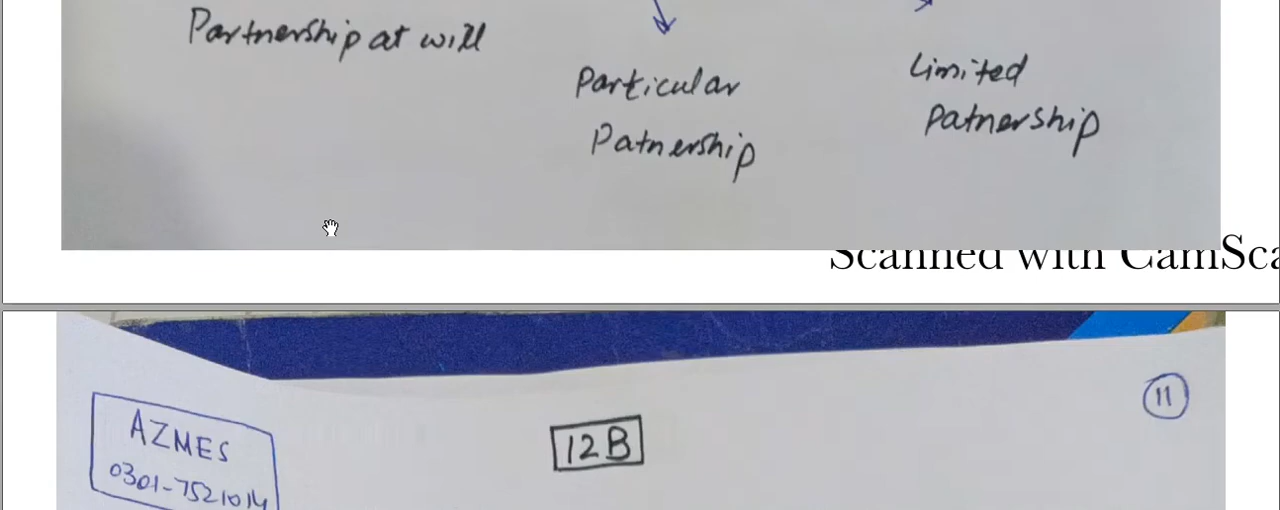 Partnership at will
Particular
Patnership
Limited
Patnership
Scanned with CamSca
11
AZMES
0301-7521014
12B